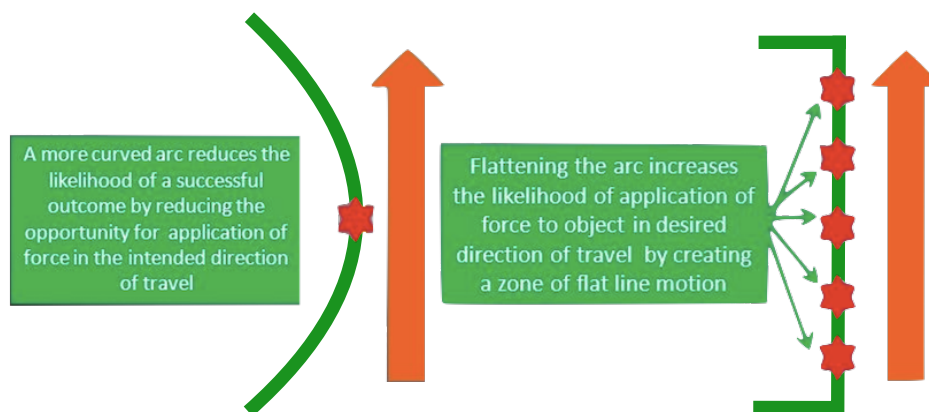 A more curved arc reduces the
likelihood of a successful
outcome by reducing the
opportunity for application of
force in the intended direction
of travel
Flattening the arc increases
the likelihood of application of
force to object in desired
direction of travel by creating
a zone of flat line motion